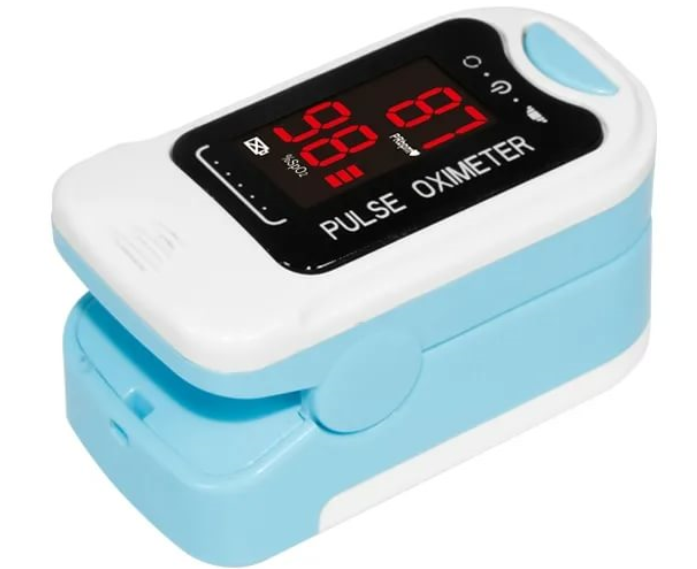 %SpO₂
98
PRbpm♥
87
PULSE OXIMETER